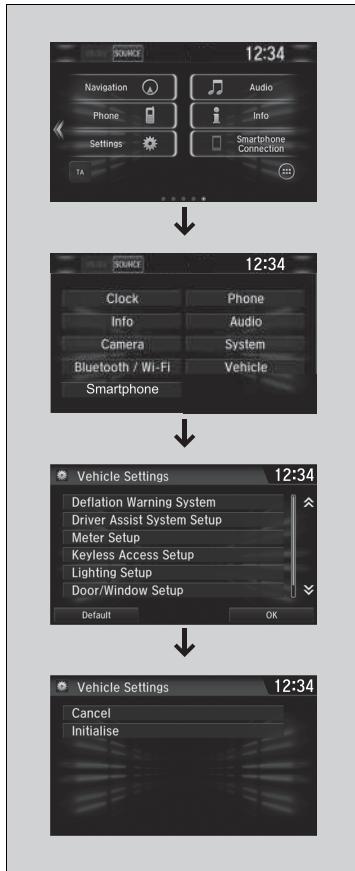 SOURCE
12:34
Navigation
Audio
Phone
Info
Settings
Smartphone
Connection
TA
SOURCE
12:34
Clock
Phone
Info
Audio
Camera
System
Bluetooth / Wi-Fi
Vehicle
Smartphone
Vehicle Settings
12:34
Deflation Warning System
Driver Assist System Setup
Meter Setup
Keyless Access Setup
Lighting Setup
Door/Window Setup
Default
OK
Vehicle Settings
12:34
Cancel
Initialise